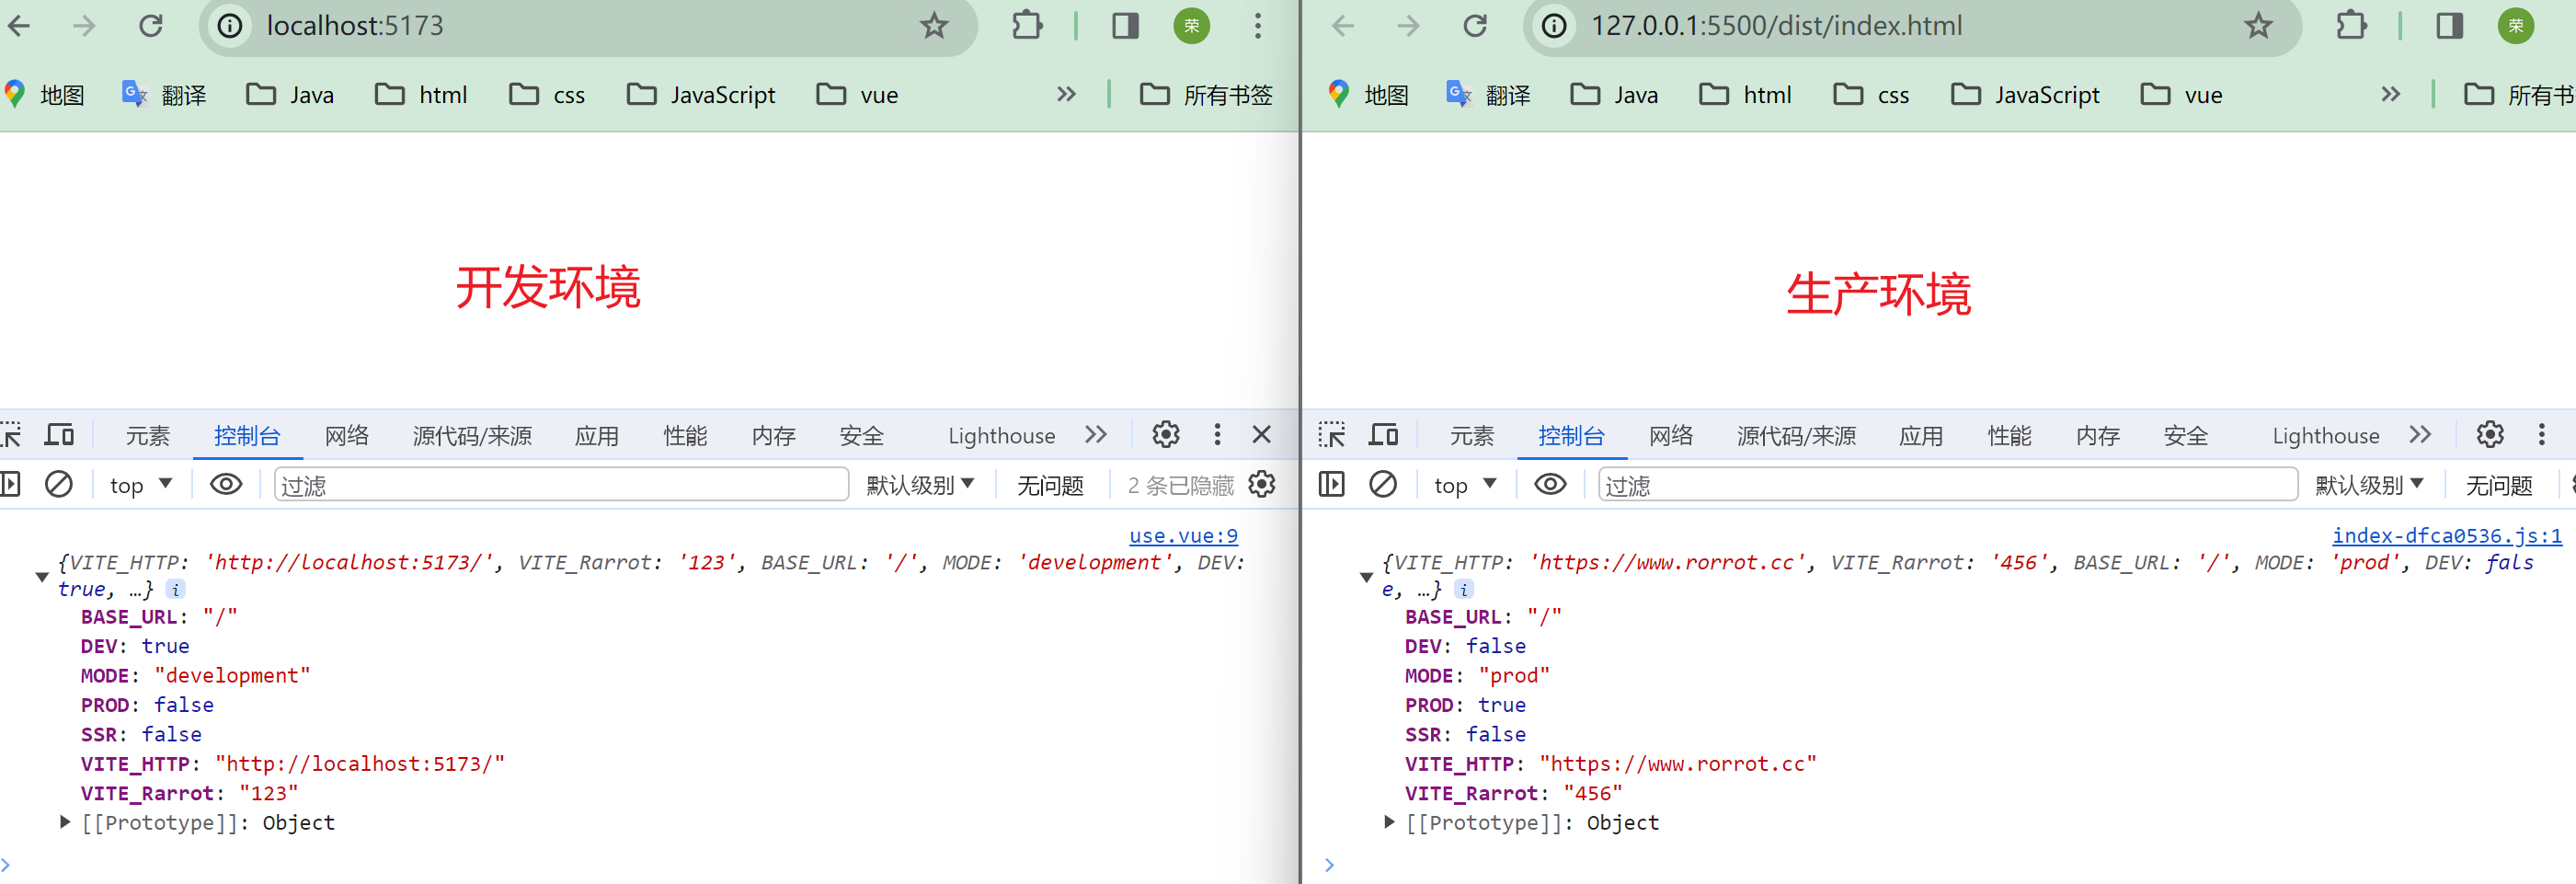 localhost:5173
荣
地图 翻译 Java html css JavaScript vue 所有书签
开发环境
元素 控制台 网络 源代码/来源 应用 性能 内存 安全 Lighthouse
top 过滤 默认级别 无问题 2 条已隐藏
use.vue:9
{VITE_HTTP: 'http://localhost:5173/', VITE_Rarrot: '123', BASE_URL: '/', MODE: 'development', DEV:
true, …} i
BASE_URL: "/"
DEV: true
MODE: "development"
PROD: false
SSR: false
VITE_HTTP: "http://localhost:5173/"
VITE_Rarrot: "123"
[[Prototype]]: Object
127.0.0.1:5500/dist/index.html
荣
地图 翻译 Java html css JavaScript vue 所有书
生产环境
元素 控制台 网络 源代码/来源 应用 性能 内存 安全 Lighthouse
top 过滤 默认级别 无问题
index-dfca0536.js:1
{VITE_HTTP: 'https://www.rorrot.cc', VITE_Rarrot: '456', BASE_URL: '/', MODE: 'prod', DEV: fals
e, …} i
BASE_URL: "/"
DEV: false
MODE: "prod"
PROD: true
SSR: false
VITE_HTTP: "https://www.rorrot.cc"
VITE_Rarrot: "456"
[[Prototype]]: Object